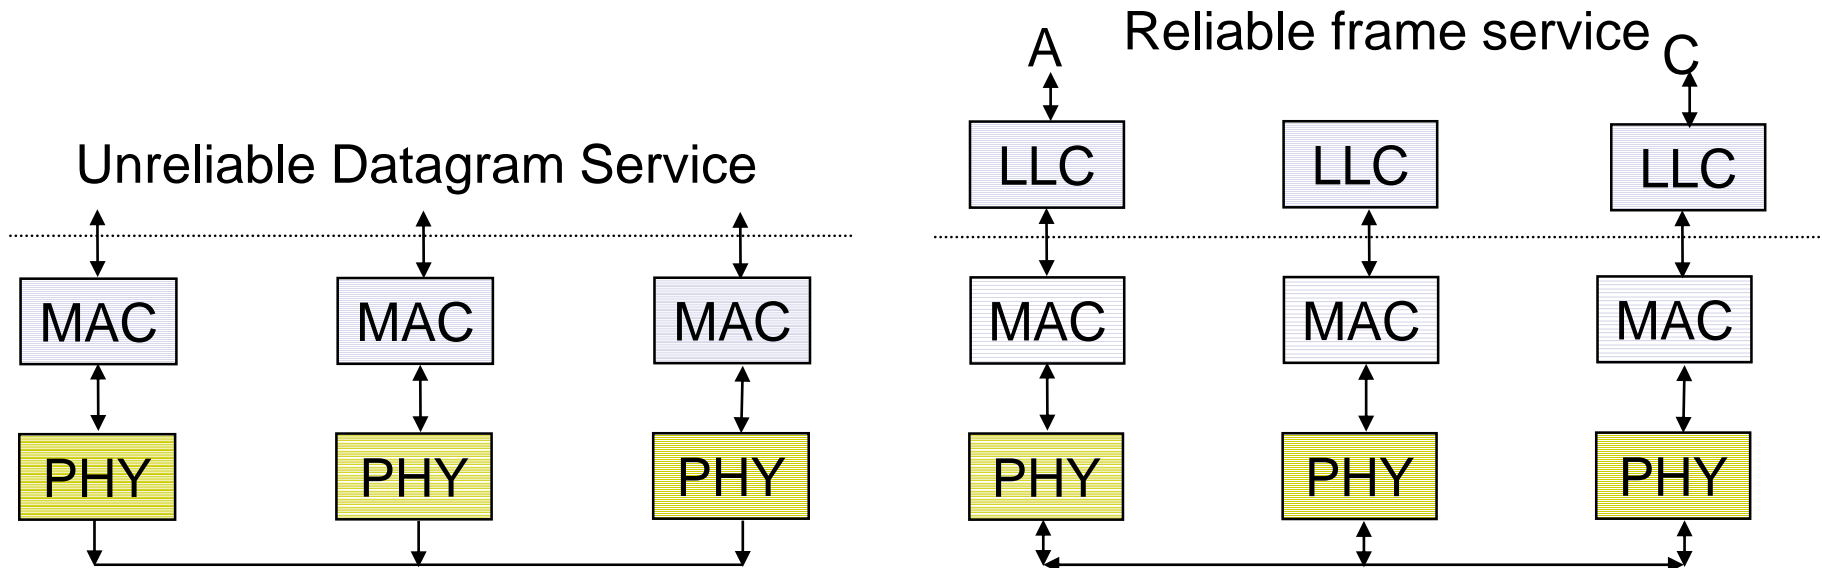 Unreliable Datagram Service
MAC MAC MAC
PHY PHY PHY
Reliable frame service
A C
LLC LLC LLC
MAC MAC MAC
PHY PHY PHY